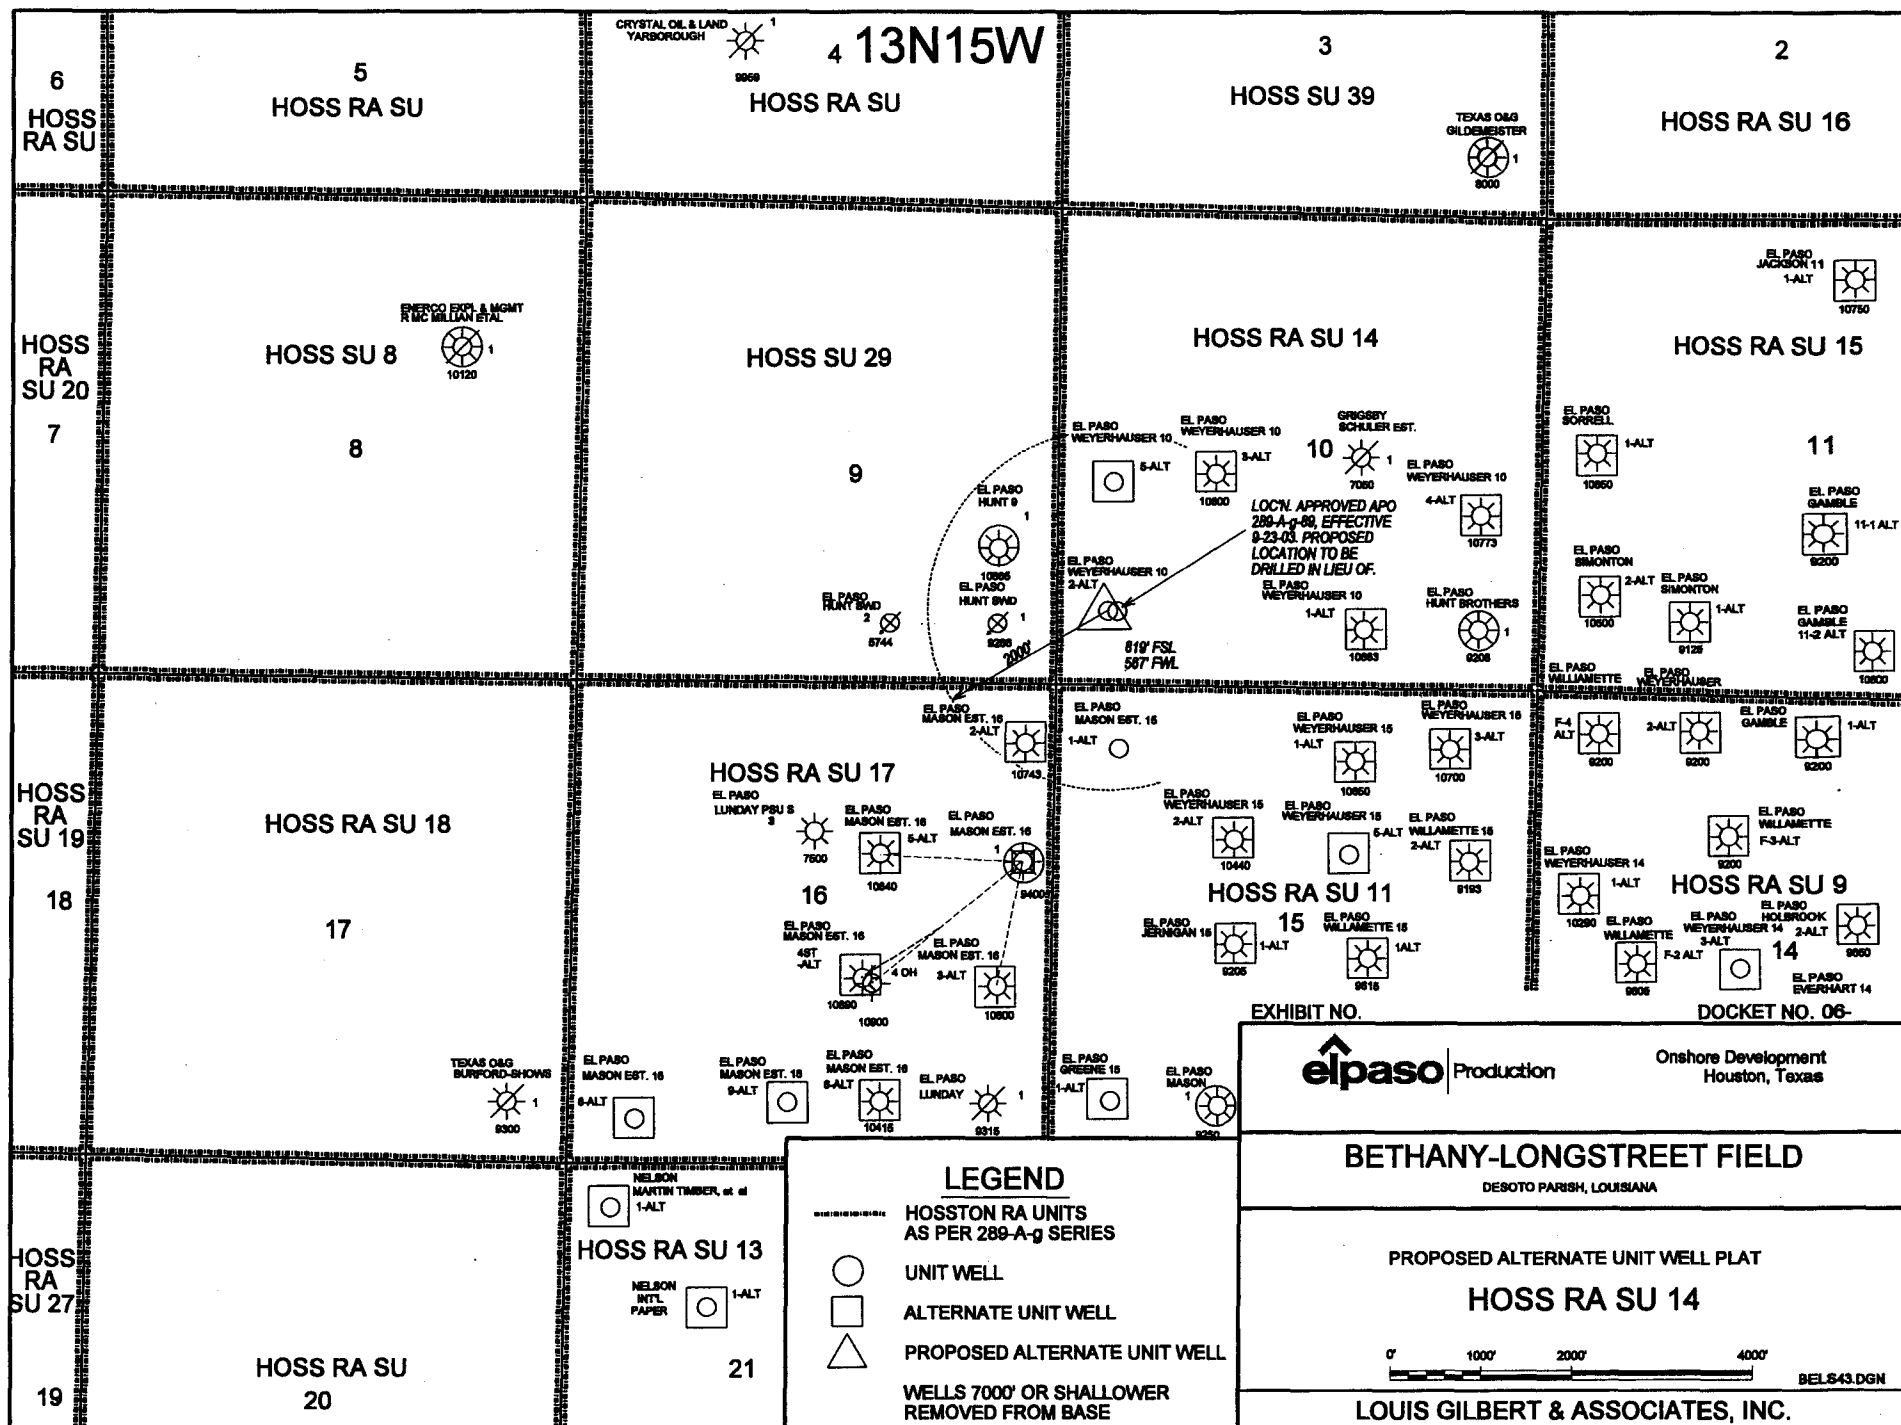 6
HOSS
RA SU
5
HOSS RA SU
CRYSTAL OIL & LAND
YARBOROUGH
1
9959
4
13N15W
HOSS RA SU
3
HOSS SU 39
TEXAS O&G
GILDEMEISTER
1
8000
2
HOSS RA SU 16
HOSS
RA
SU 20
7
ENERCO EXPL & MGMT
R MC MILLIAN ETAL
1
10120
HOSS SU 8
8
HOSS SU 29
9
EL PASO
HUNT 9
1
EL PASO
HUNT SWD
2
5744
EL PASO
HUNT SWD
1
9286
HOSS RA SU 14
10
EL PASO
WEYERHAUSER 10
5-ALT
EL PASO
WEYERHAUSER 10
3-ALT
10800
GRIGSBY
SCHULER EST.
1
7060
EL PASO
WEYERHAUSER 10
4-ALT
10773
LOC'N. APPROVED APO
289-A-g-89, EFFECTIVE
9-23-03. PROPOSED
LOCATION TO BE
DRILLED IN LIEU OF.
EL PASO
WEYERHAUSER 10
2-ALT
2000'
819' FSL
587' FWL
EL PASO
WEYERHAUSER 10
1-ALT
10883
EL PASO
HUNT BROTHERS
1
9205
EL PASO
JACKSON 11
1-ALT
10750
HOSS RA SU 15
11
EL PASO
SORRELL
1-ALT
10650
EL PASO
GAMBLE
11-1 ALT
9200
EL PASO
SIMONTON
2-ALT
10500
EL PASO
SIMONTON
1-ALT
9125
EL PASO
GAMBLE
11-2 ALT
10800
HOSS
RA
SU 19
18
HOSS RA SU 18
17
TEXAS O&G
BURFORD-SHOWS
1
9300
HOSS RA SU 17
16
EL PASO
MASON EST. 16
2-ALT
10743
EL PASO
LUNDAY PSU S
3
7500
EL PASO
MASON EST. 16
5-ALT
10840
EL PASO
MASON EST. 16
1
9400
EL PASO
MASON EST. 16
4ST
-ALT
10890
4 OH
10900
EL PASO
MASON EST. 16
3-ALT
10800
EL PASO
MASON EST. 16
EL PASO
MASON EST. 16
9-ALT
EL PASO
MASON EST. 16
10415
EL PASO
LUNDAY
1
9315
EL PASO
MASON EST. 15
1-ALT
EL PASO
WEYERHAUSER 15
1-ALT
10650
EL PASO
WEYERHAUSER 15
3-ALT
10700
EL PASO
WEYERHAUSER 15
2-ALT
10440
EL PASO
WEYERHAUSER 15
5-ALT
EL PASO
WILLAMETTE 15
2-ALT
9193
HOSS RA SU 11
15
EL PASO
JERNIGAN 15
1-ALT
9205
EL PASO
WILLAMETTE 15
1ALT
9615
EL PASO
GREENE 15
1-ALT
EL PASO
MASON
1
9250
EL PASO
WILLIAMETTE
F-4
ALT
9200
EL PASO
WEYERHAUSER
2-ALT
9200
EL PASO
GAMBLE
1-ALT
9200
EL PASO
WILLAMETTE
F-3-ALT
9200
EL PASO
WEYERHAUSER 14
1-ALT
10290
HOSS RA SU 9
14
EL PASO
WILLAMETTE
F-2 ALT
9805
EL PASO
WEYERHAUSER 14
3-ALT
EL PASO
HOLBROOK
2-ALT
9850
EL PASO
EVERHART 14
HOSS
RA
SU 27
19
HOSS RA SU
20
NELSON
MARTIN TIMBER, et al
1-ALT
HOSS RA SU 13
NELSON
INT'L
PAPER
1-ALT
21
LEGEND
HOSSTON RA UNITS
AS PER 289-A-g SERIES
UNIT WELL
ALTERNATE UNIT WELL
PROPOSED ALTERNATE UNIT WELL
WELLS 7000' OR SHALLOWER
REMOVED FROM BASE
EXHIBIT NO.
DOCKET NO. 06-
elpaso Production
Onshore Development
Houston, Texas
BETHANY-LONGSTREET FIELD
DESOTO PARISH, LOUISIANA
PROPOSED ALTERNATE UNIT WELL PLAT
HOSS RA SU 14
0' 1000' 2000' 4000'
BELS43.DGN
LOUIS GILBERT & ASSOCIATES, INC.